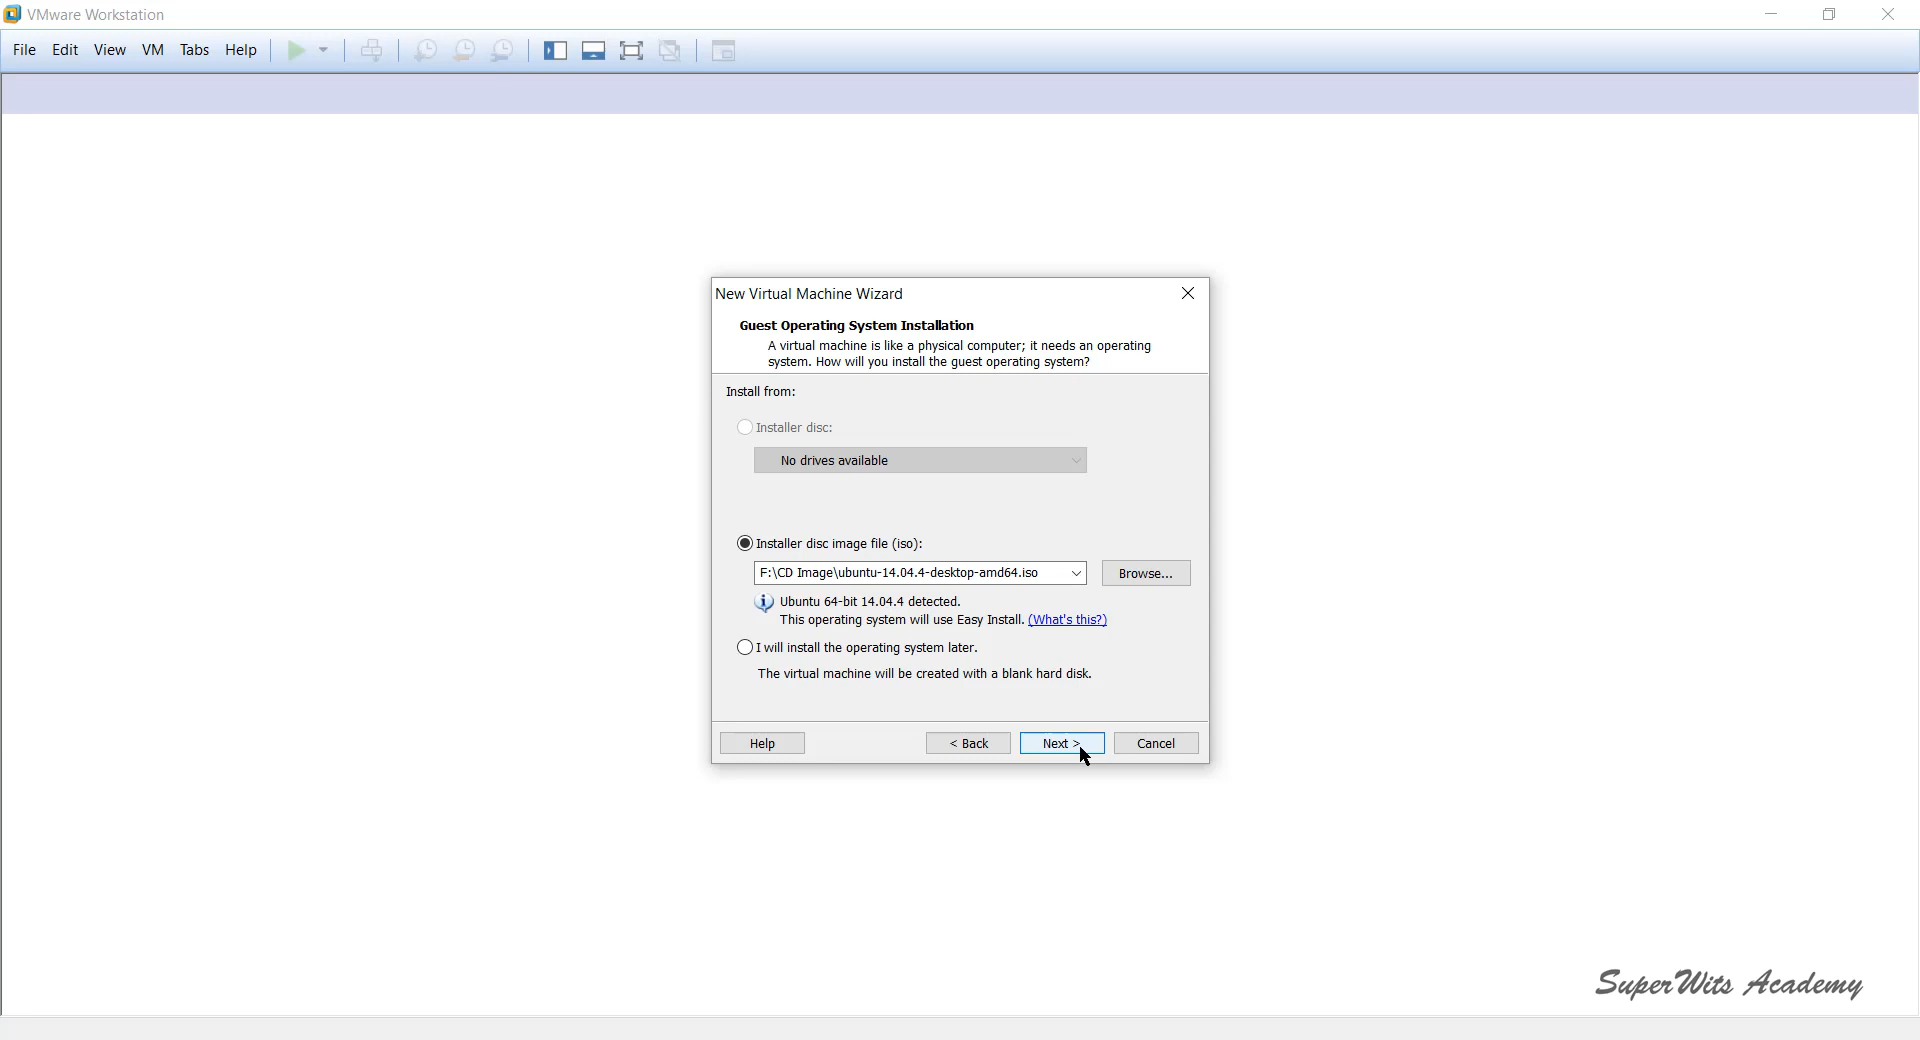 VMware Workstation
File Edit View VM Tabs Help
New Virtual Machine Wizard
Guest Operating System Installation
A virtual machine is like a physical computer; it needs an operating
system. How will you install the guest operating system?
Install from:
Installer disc:
No drives available
Installer disc image file (iso):
F:\CD Image\ubuntu-14.04.4-desktop-amd64.iso Browse...
Ubuntu 64-bit 14.04.4 detected.
This operating system will use Easy Install. (What's this?)
I will install the operating system later.
The virtual machine will be created with a blank hard disk.
Help < Back Next > Cancel
SuperWits Academy